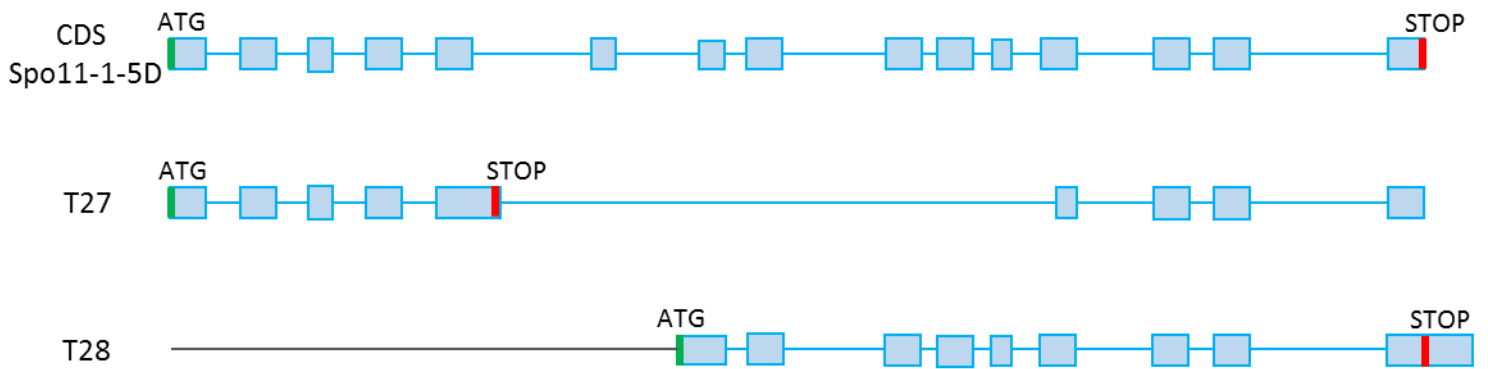 ATG
STOP
CDS
Spo11-1-5D
ATG
STOP
T27
ATG
STOP
T28